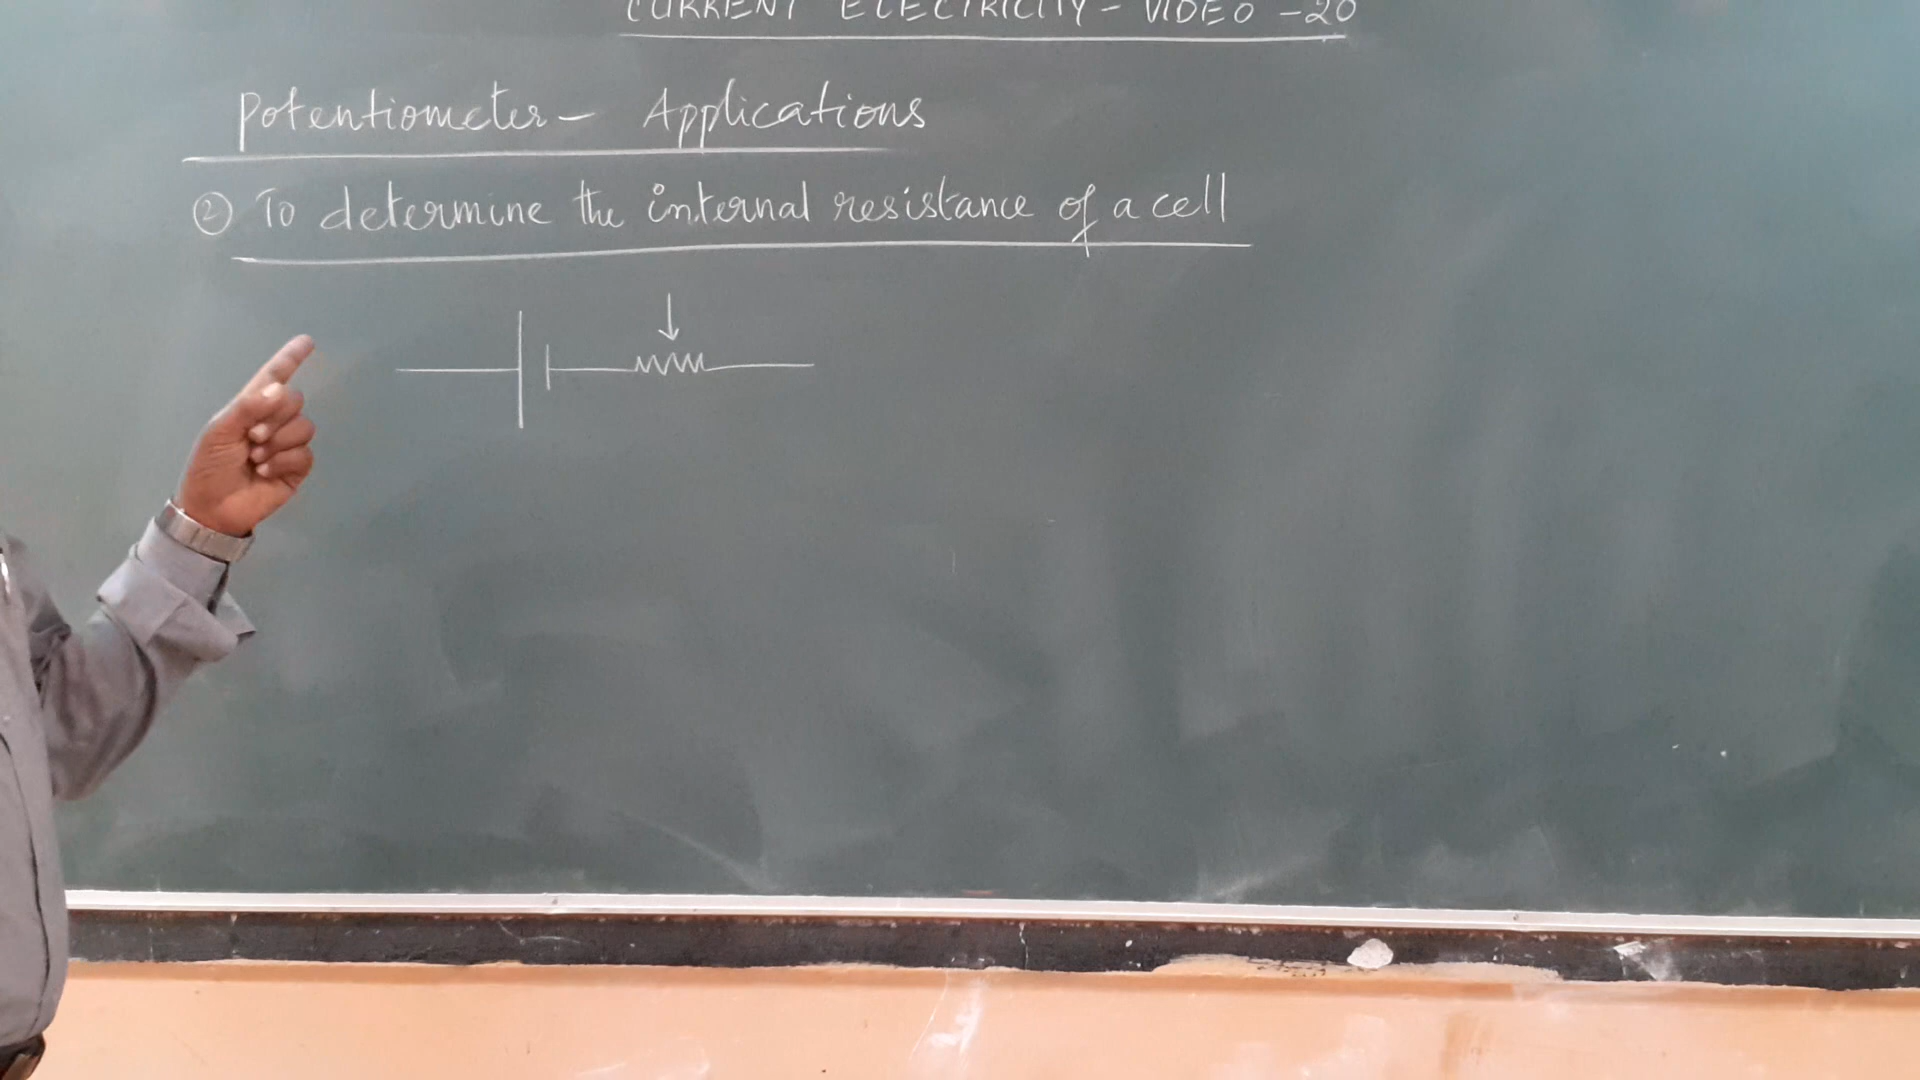 CURRENT ELECTRICITY - VIDEO - 20
Potentiometer - Applications
② To determine the internal resistance of a cell